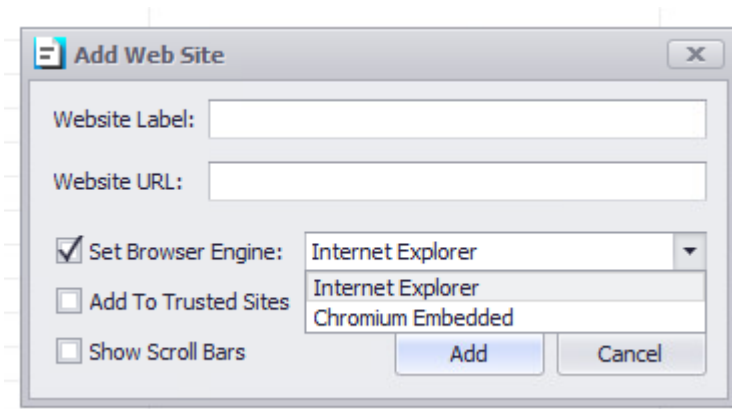 Add Web Site
Website Label:
Website URL:
Set Browser Engine: Internet Explorer
Internet Explorer
Add To Trusted Sites
Chromium Embedded
Show Scroll Bars
Add Cancel